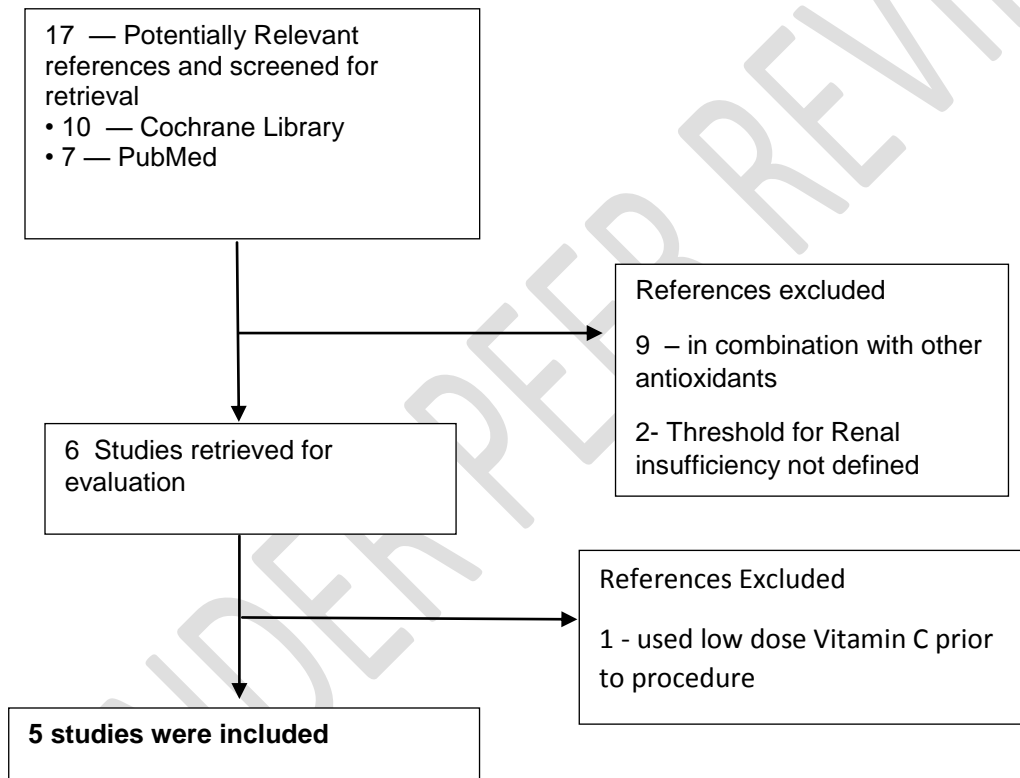 17 — Potentially Relevant
references and screened for
retrieval
• 10 — Cochrane Library
• 7 — PubMed
References excluded
9 – in combination with other
antioxidants
2- Threshold for Renal
insufficiency not defined
6 Studies retrieved for
evaluation
References Excluded
1 - used low dose Vitamin C prior
to procedure
5 studies were included
NDER PEER REVI